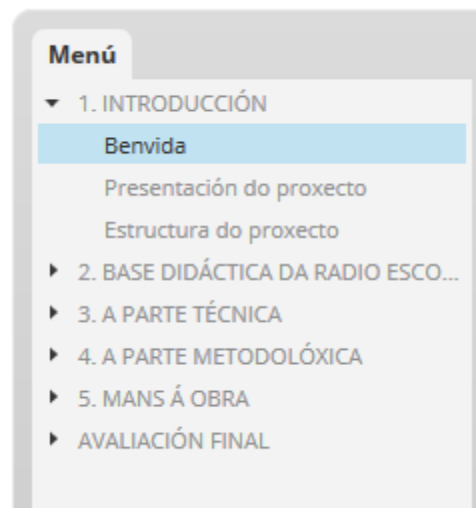 Menú
1. INTRODUCCIÓN
Benvida
Presentación do proxecto
Estructura do proxecto
2. BASE DIDÁCTICA DA RADIO ESCO...
3. A PARTE TÉCNICA
4. A PARTE METODOLÓXICA
5. MANS Á OBRA
AVALIACIÓN FINAL